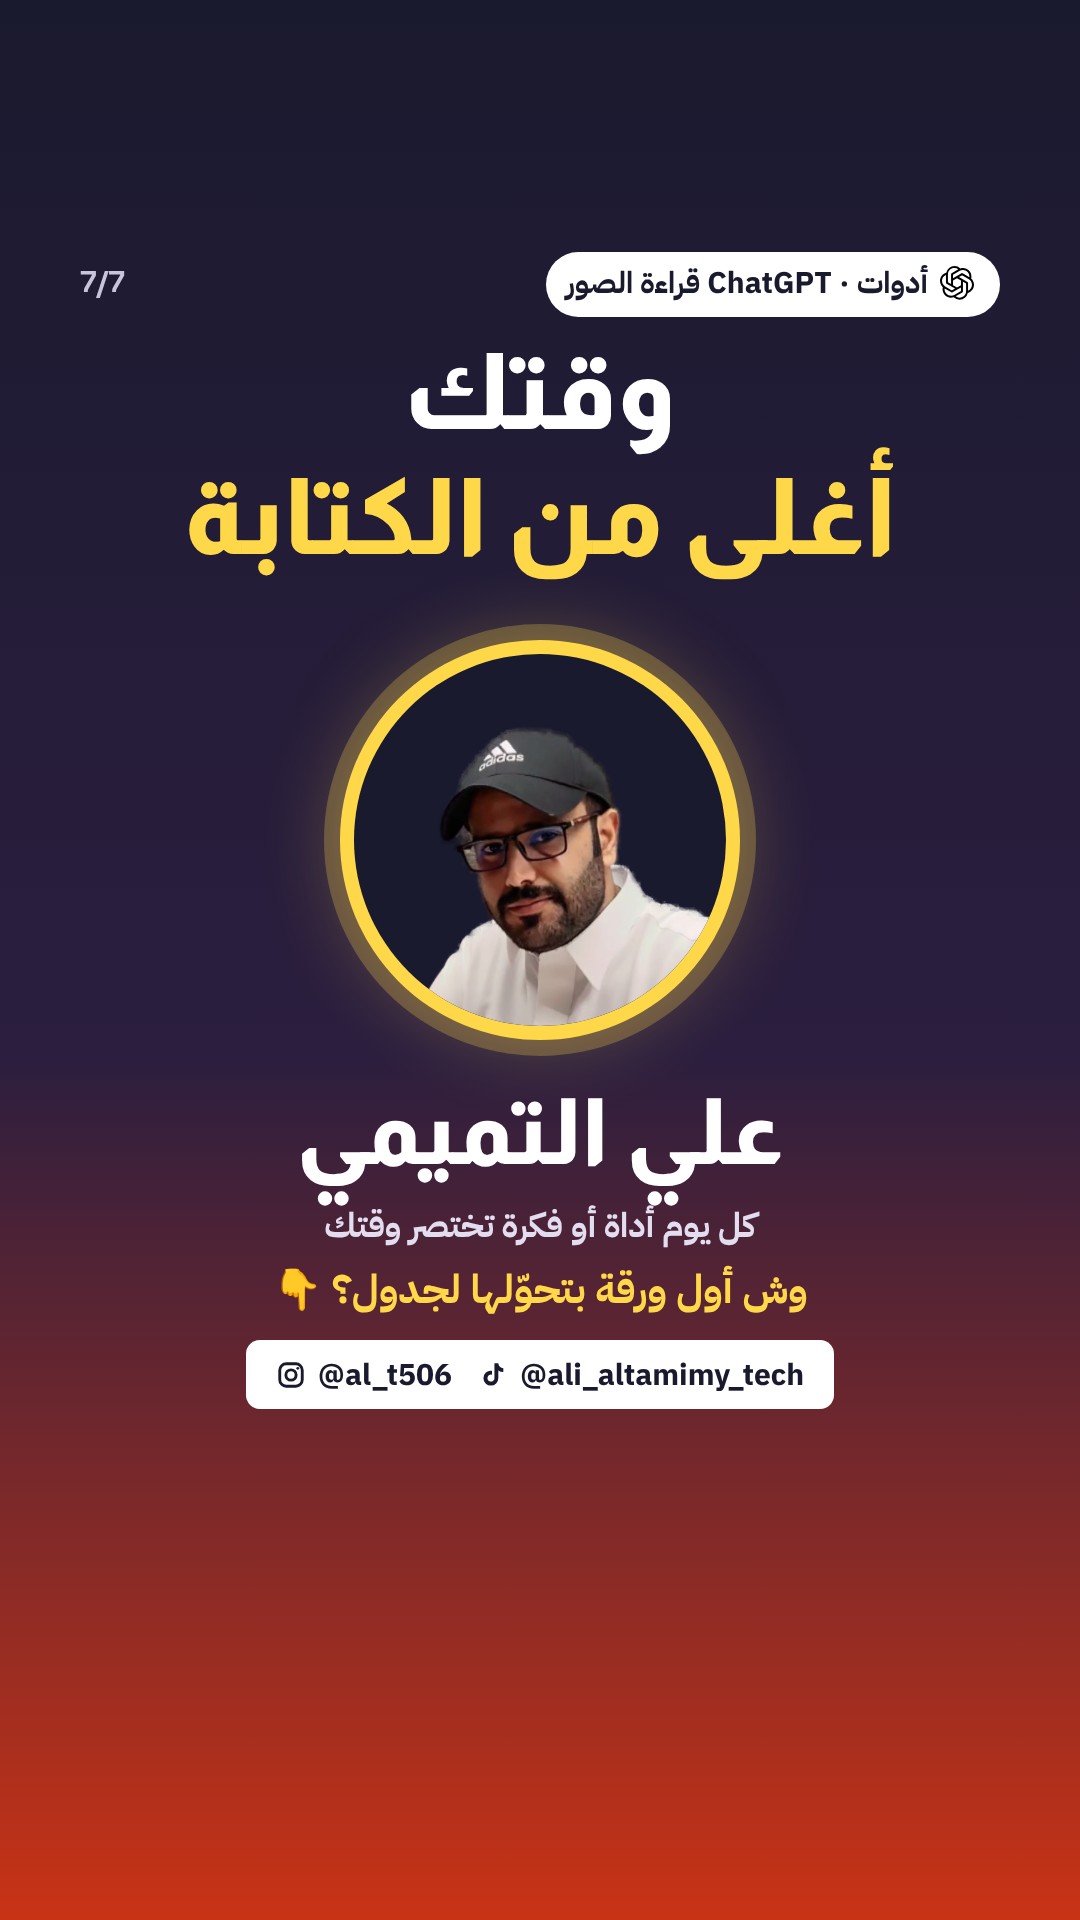 أدوات · ChatGPT قراءة الصور
7/7
وقتك
أغلى من الكتابة
adidas
علي التميمي
كل يوم أداة أو فكرة تختصر وقتك
وش أول ورقة بتحوّلها لجدول؟ 👇
@al_t506 @ali_altamimy_tech